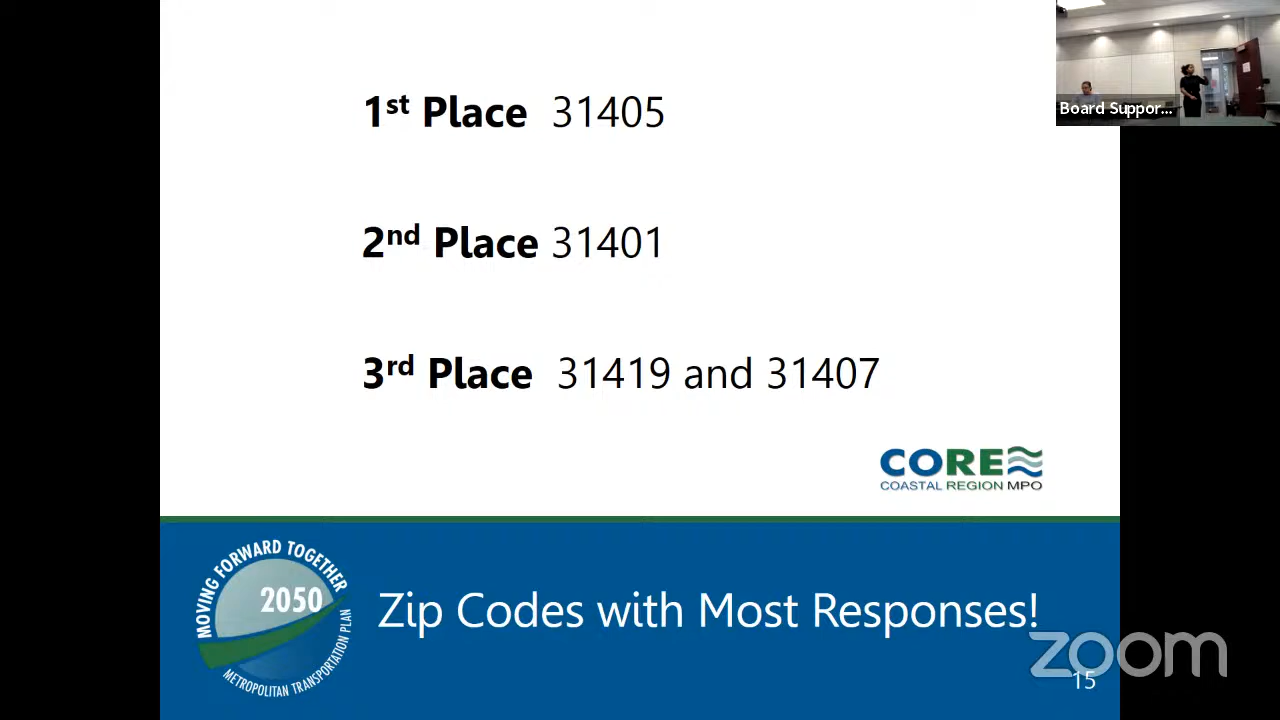 1st Place 31405
Board Suppor...
2nd Place 31401
3rd Place 31419 and 31407
CORE
COASTAL REGION MPO
MOVING FORWARD TOGETHER
2050
METROPOLITAN TRANSPORTATION PLAN
Zip Codes with Most Responses!
zoom
15